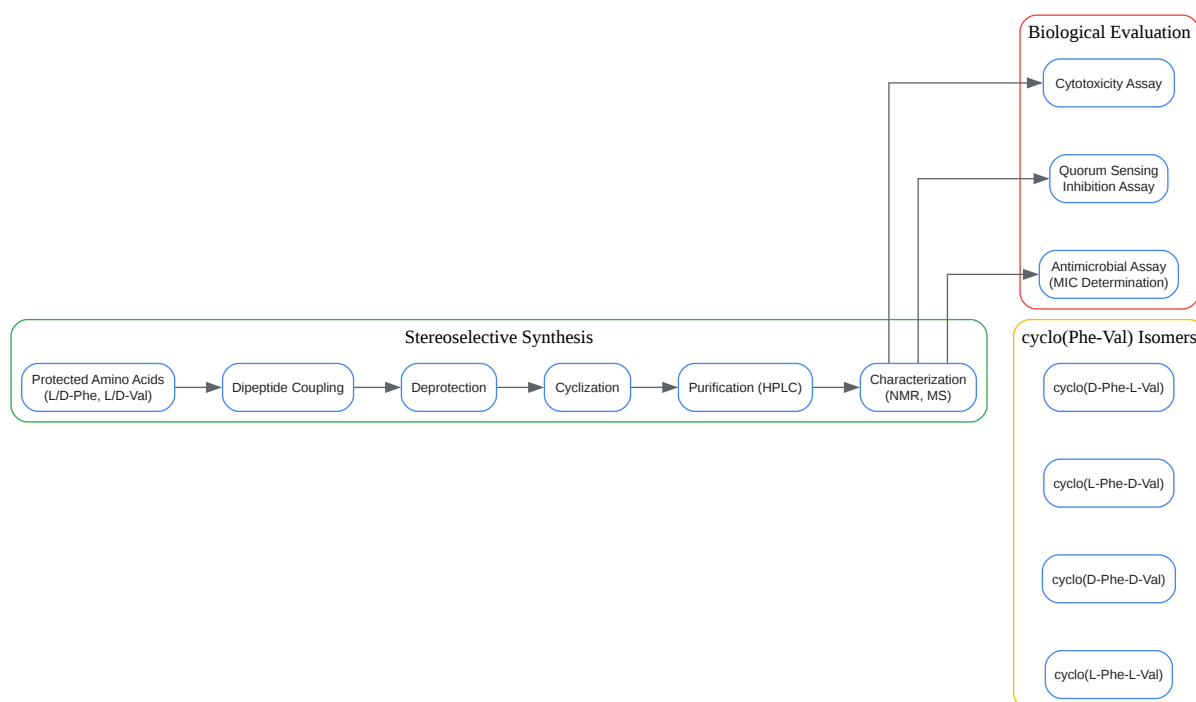 Biological Evaluation
Cytotoxicity Assay
Quorum Sensing
Inhibition Assay
Antimicrobial Assay
(MIC Determination)
Stereoselective Synthesis
Protected Amino Acids
(L/D-Phe, L/D-Val)
Dipeptide Coupling
Deprotection
Cyclization
Purification (HPLC)
Characterization
(NMR, MS)
cyclo(Phe-Val) Isomers
cyclo(D-Phe-L-Val)
cyclo(L-Phe-D-Val)
cyclo(D-Phe-D-Val)
cyclo(L-Phe-L-Val)